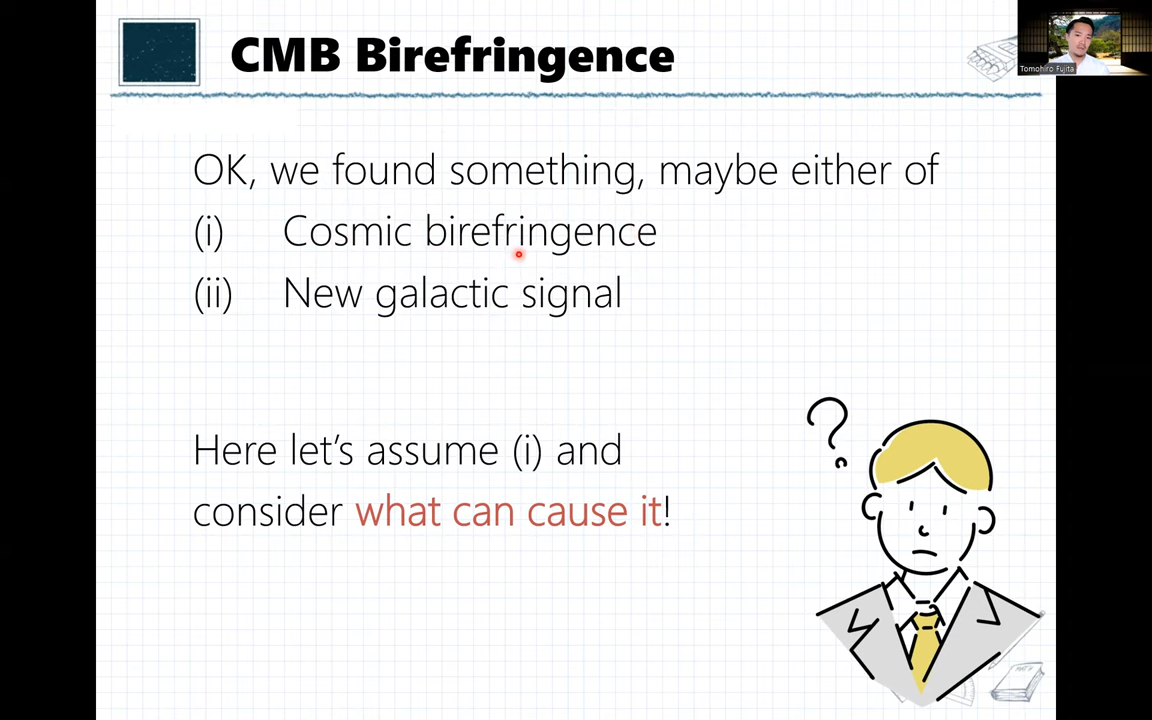 CMB Birefringence
Tomohiro Fujita
OK, we found something, maybe either of
(i) Cosmic birefringence
(ii) New galactic signal
Here let's assume (i) and
consider what can cause it!